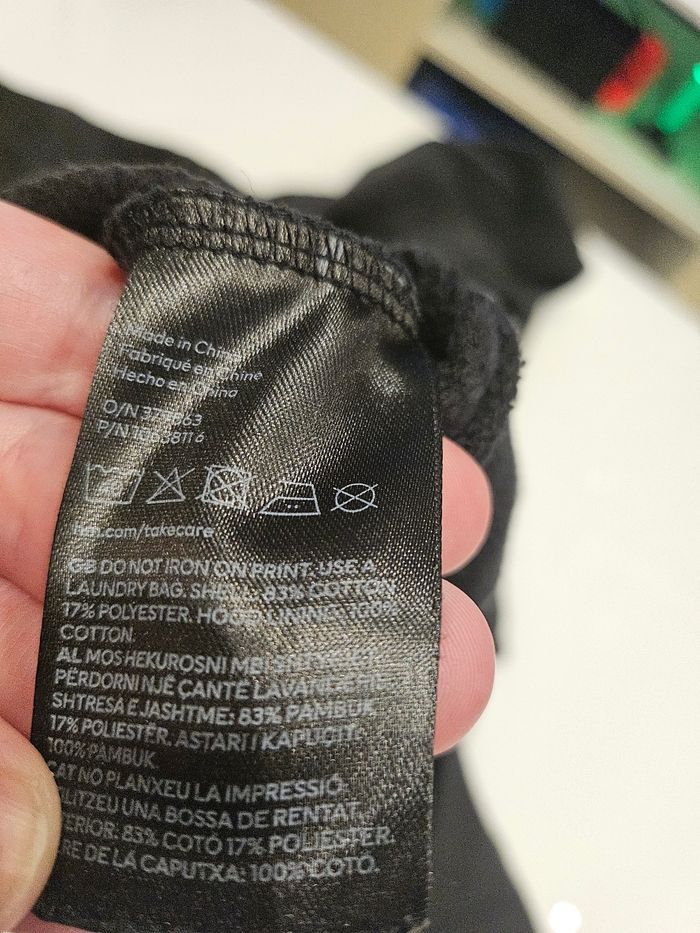 Made in China
Fabriqué en Chine
Hecho en China
O/N
P/N
hm.com/takecare
GB DO NOT IRON ON PRINT. USE A
LAUNDRY BAG. 83% COTTON
17% POLYESTER. HOOD LINING: 100%
COTTON.
AL MOS HEKUROSNI MBI
PËRDORNI NJË ÇANTË
SHTRESA E JASHTME: 83% PAMBUK
17% POLIESTËR. ASTARI I KAPUÇIT:
100% PAMBUK.
CAT NO PLANXEU LA IMPRESSIÓ.
UNA BOSSA DE RENTAT.
83% COTÓ 17% POLIÈSTER.
DE LA CAPUTXA: 100% COTÓ.